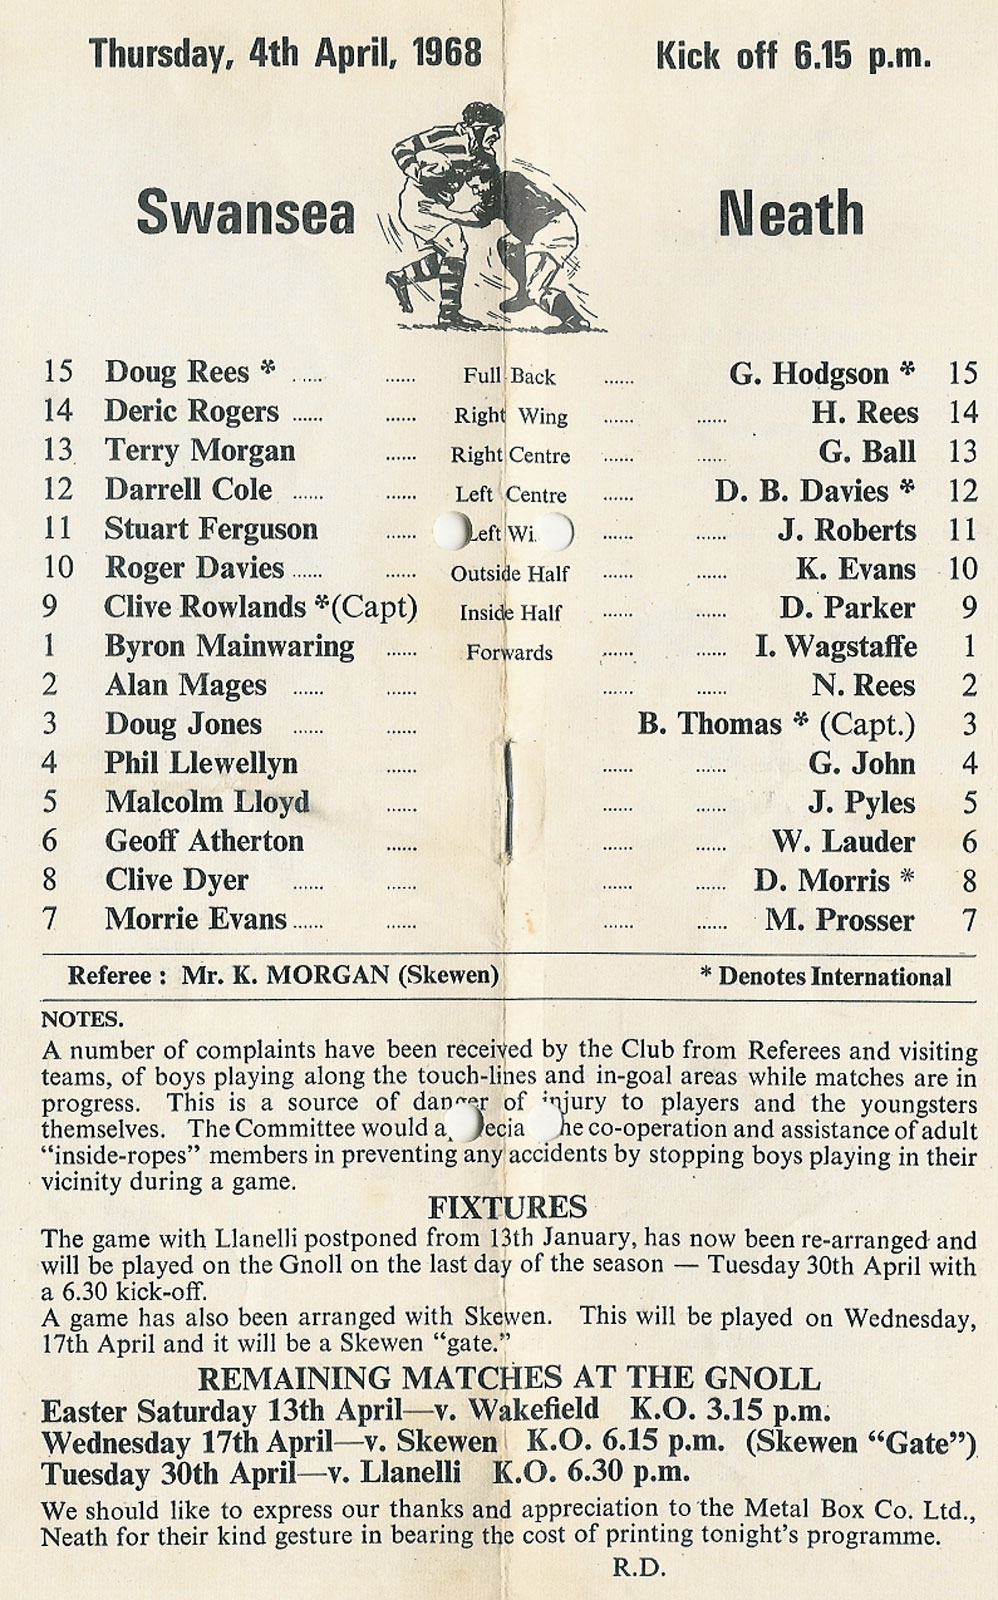 Thursday, 4th April, 1968 Kick off 6.15 p.m.
Swansea Neath
15 Doug Rees * ..... ...... Full Back ...... G. Hodgson * 15
14 Deric Rogers ...... ...... Right Wing ...... ...... H. Rees 14
13 Terry Morgan ...... Right Centre ...... ...... G. Ball 13
12 Darrell Cole ...... ...... Left Centre ...... D. B. Davies * 12
11 Stuart Ferguson ...... Left Wi ...... ...... J. Roberts 11
10 Roger Davies ...... ...... Outside Half ...... ...... K. Evans 10
9 Clive Rowlands *(Capt) Inside Half ...... ...... D. Parker 9
1 Byron Mainwaring ...... Forwards ...... ...... I. Wagstaffe 1
2 Alan Mages ...... ...... ...... ...... N. Rees 2
3 Doug Jones ...... ...... B. Thomas * (Capt.) 3
4 Phil Llewellyn ...... ...... ...... G. John 4
5 Malcolm Lloyd ...... ...... ...... J. Pyles 5
6 Geoff Atherton ...... ...... ...... W. Lauder 6
8 Clive Dyer ...... ...... ...... ...... D. Morris * 8
7 Morrie Evans ...... ...... ...... ...... M. Prosser 7
Referee : Mr. K. MORGAN (Skewen) * Denotes International
NOTES.
A number of complaints have been received by the Club from Referees and visiting
teams, of boys playing along the touch-lines and in-goal areas while matches are in
progress. This is a source of danger of injury to players and the youngsters
themselves. The Committee would the co-operation and assistance of adult
“inside-ropes” members in preventing any accidents by stopping boys playing in their
vicinity during a game.
FIXTURES
The game with Llanelli postponed from 13th January, has now been re-arranged and
will be played on the Gnoll on the last day of the season — Tuesday 30th April with
a 6.30 kick-off.
A game has also been arranged with Skewen. This will be played on Wednesday,
17th April and it will be a Skewen “gate.”
REMAINING MATCHES AT THE GNOLL
Easter Saturday 13th April—v. Wakefield K.O. 3.15 p.m.
Wednesday 17th April—v. Skewen K.O. 6.15 p.m. (Skewen “Gate”)
Tuesday 30th April—v. Llanelli K.O. 6.30 p.m.
We should like to express our thanks and appreciation to the Metal Box Co. Ltd.,
Neath for their kind gesture in bearing the cost of printing tonight's programme.
R.D.